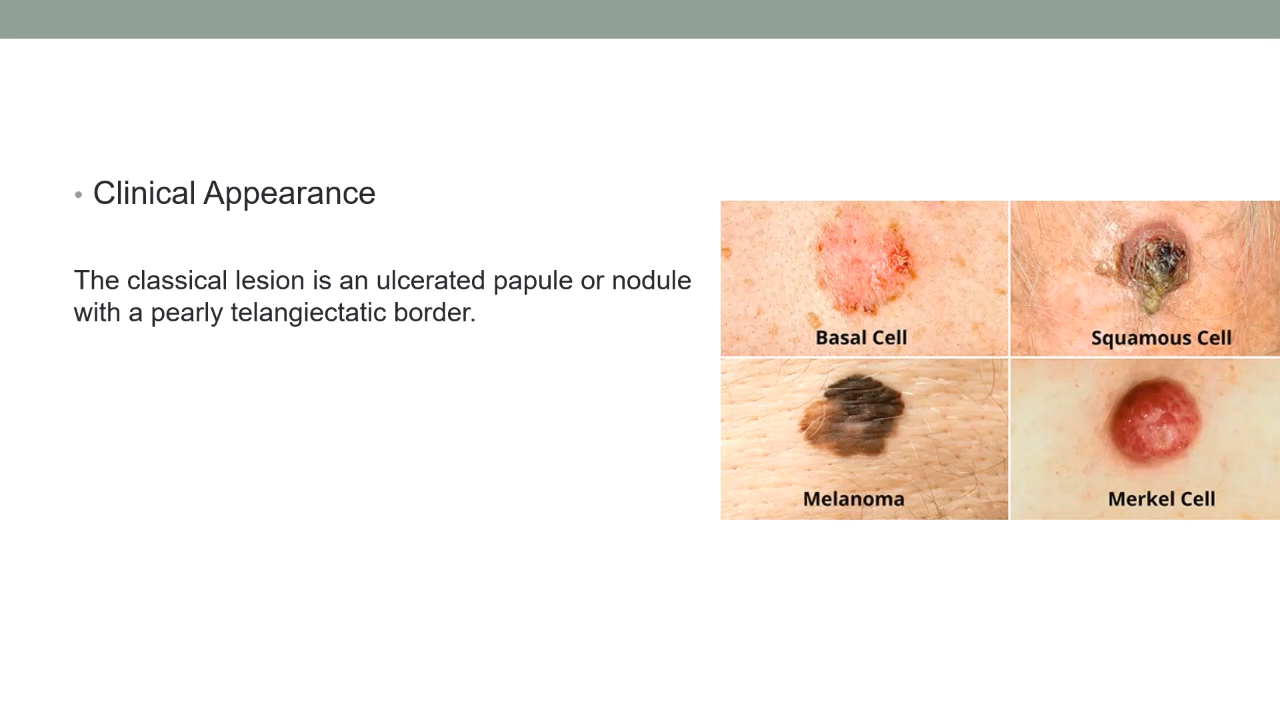 • Clinical Appearance
The classical lesion is an ulcerated papule or nodule
with a pearly telangiectatic border.
Basal Cell
Squamous Cell
Melanoma
Merkel Cell